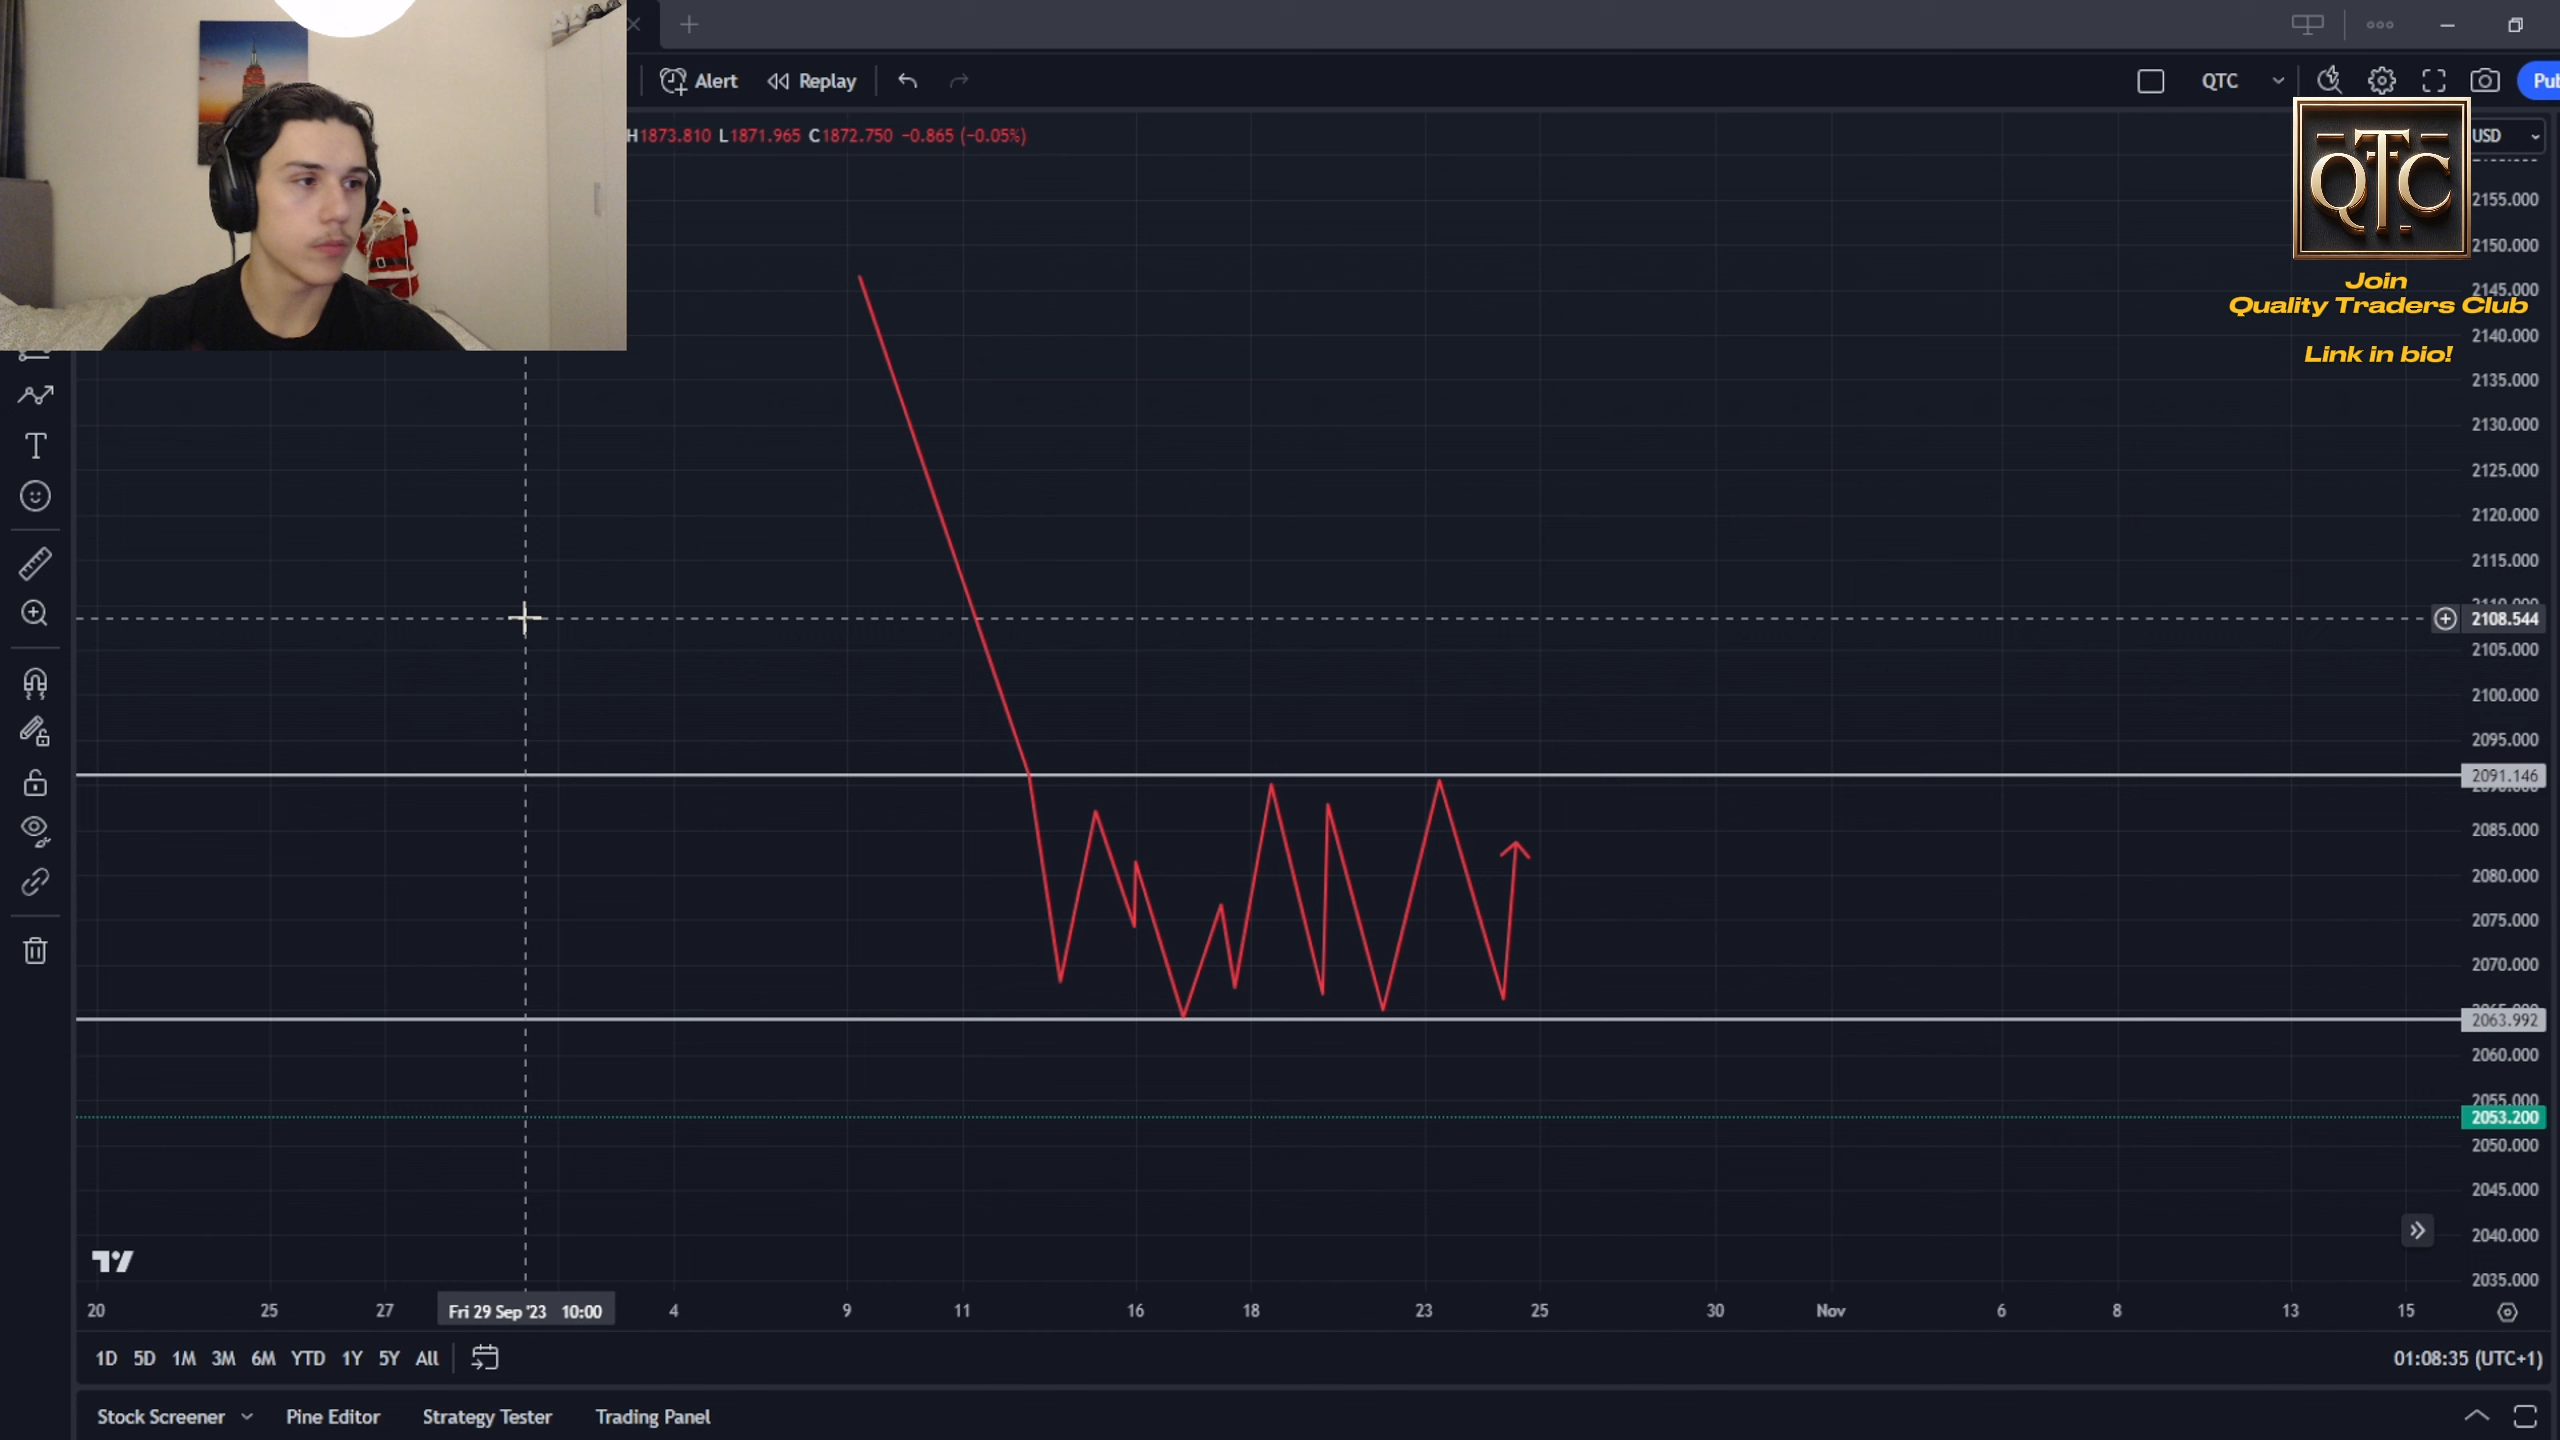 Alert Replay QTC Pub
H1873.810 L1871.965 C1872.750 −0.865 (−0.05%)
USD
QTC
Join
Quality Traders Club
Link in bio!
2155.000
2150.000
2145.000
2140.000
2135.000
2130.000
2125.000
2120.000
2115.000
2108.544
2105.000
2100.000
2095.000
2091.146
2085.000
2080.000
2075.000
2070.000
2063.992
2060.000
2055.000
2053.200
2050.000
2045.000
2040.000
2035.000
20 25 27 Fri 29 Sep '23 10:00 4 9 11 16 18 23 25 30 Nov 6 8 13 15
1D 5D 1M 3M 6M YTD 1Y 5Y All 01:08:35 (UTC+1)
Stock Screener Pine Editor Strategy Tester Trading Panel